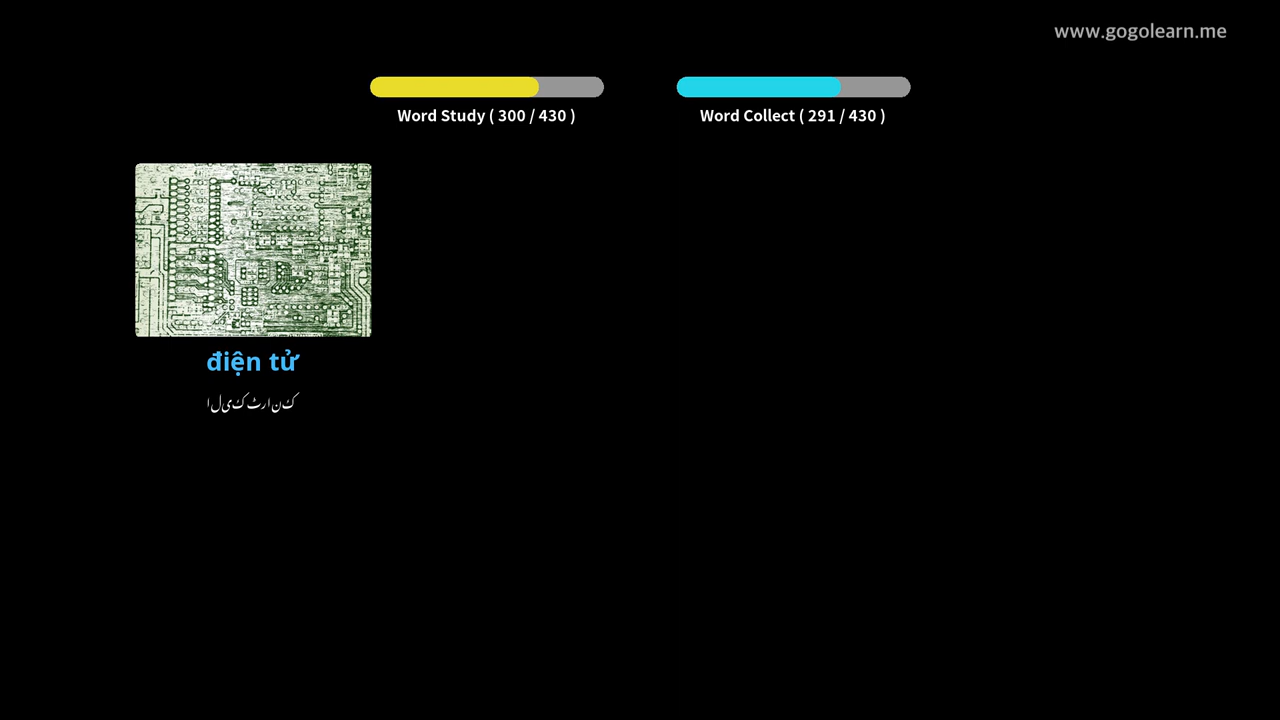 www.gogolearn.me
Word Study ( 300 / 430 )
Word Collect ( 291 / 430 )
điện tử
الیکٹرانک